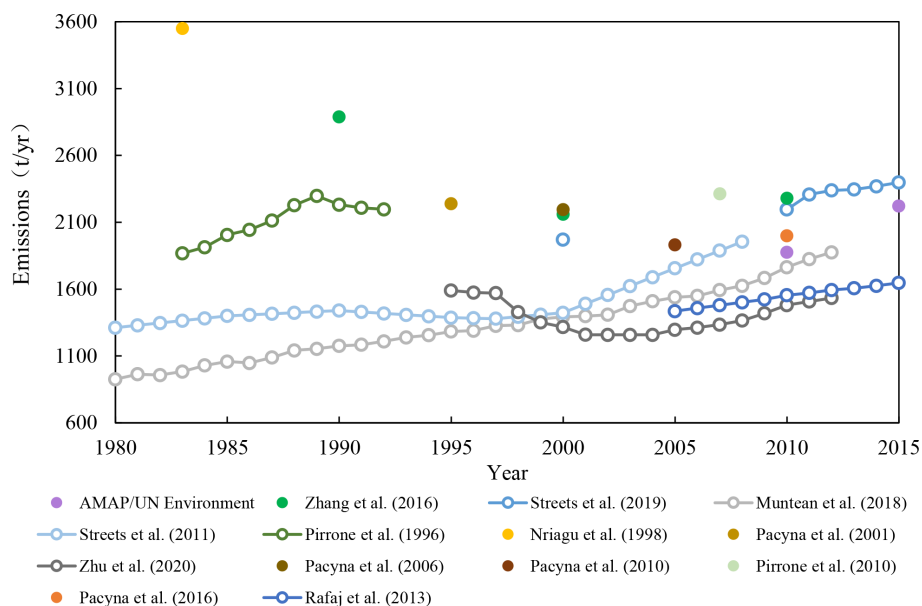 3600
3100
2600
2100
1600
1100
600
Emissions（t/yr）
1980 1985 1990 1995 2000 2005 2010 2015
Year
AMAP/UN Environment Zhang et al. (2016) Streets et al. (2019) Muntean et al. (2018)
Streets et al. (2011) Pirrone et al. (1996) Nriagu et al. (1998) Pacyna et al. (2001)
Zhu et al. (2020) Pacyna et al. (2006) Pacyna et al. (2010) Pirrone et al. (2010)
Pacyna et al. (2016) Rafaj et al. (2013)